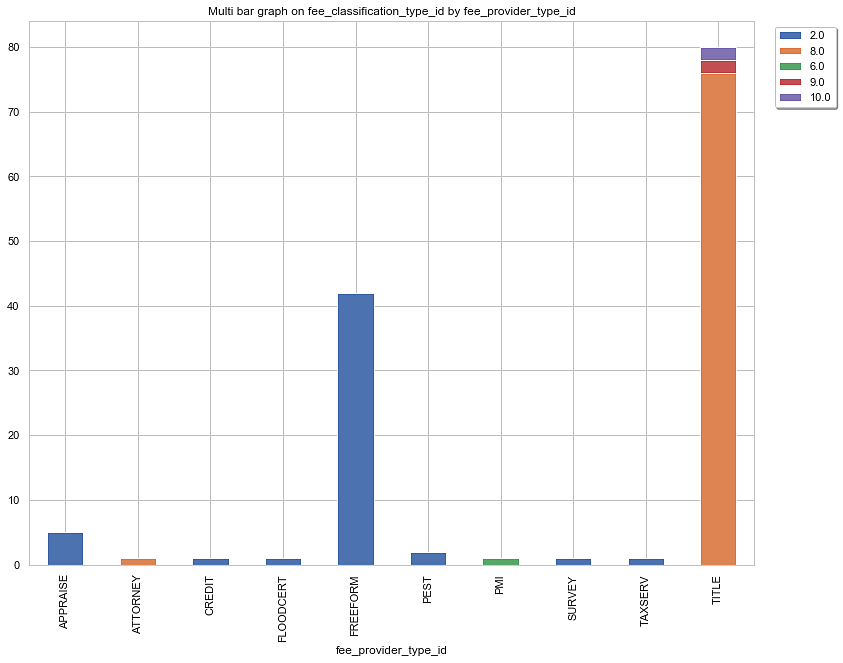 Multi bar graph on fee_classification_type_id by fee_provider_type_id
2.0
8.0
6.0
9.0
10.0
80
70
60
50
40
30
20
10
0
APPRAISE
ATTORNEY
CREDIT
FLOODCERT
FREEFORM
PEST
PMI
SURVEY
TAXSERV
TITLE
fee_provider_type_id